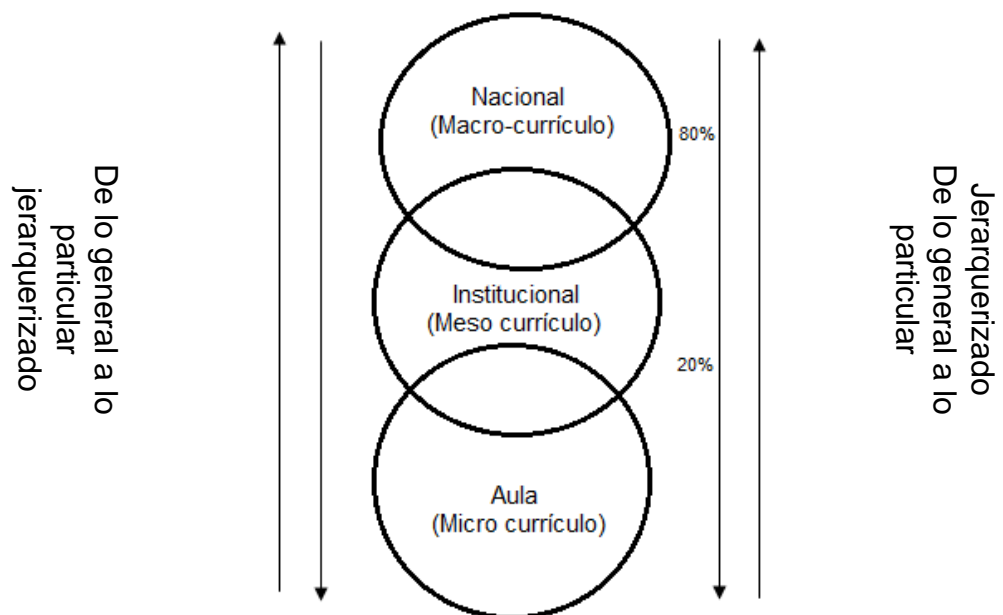 Nacional
(Macro-currículo)
80%
Institucional
(Meso currículo)
20%
Aula
(Micro currículo)
De lo general a lo
particular
jerarquerizado
Jerarquerizado
De lo general a lo
particular